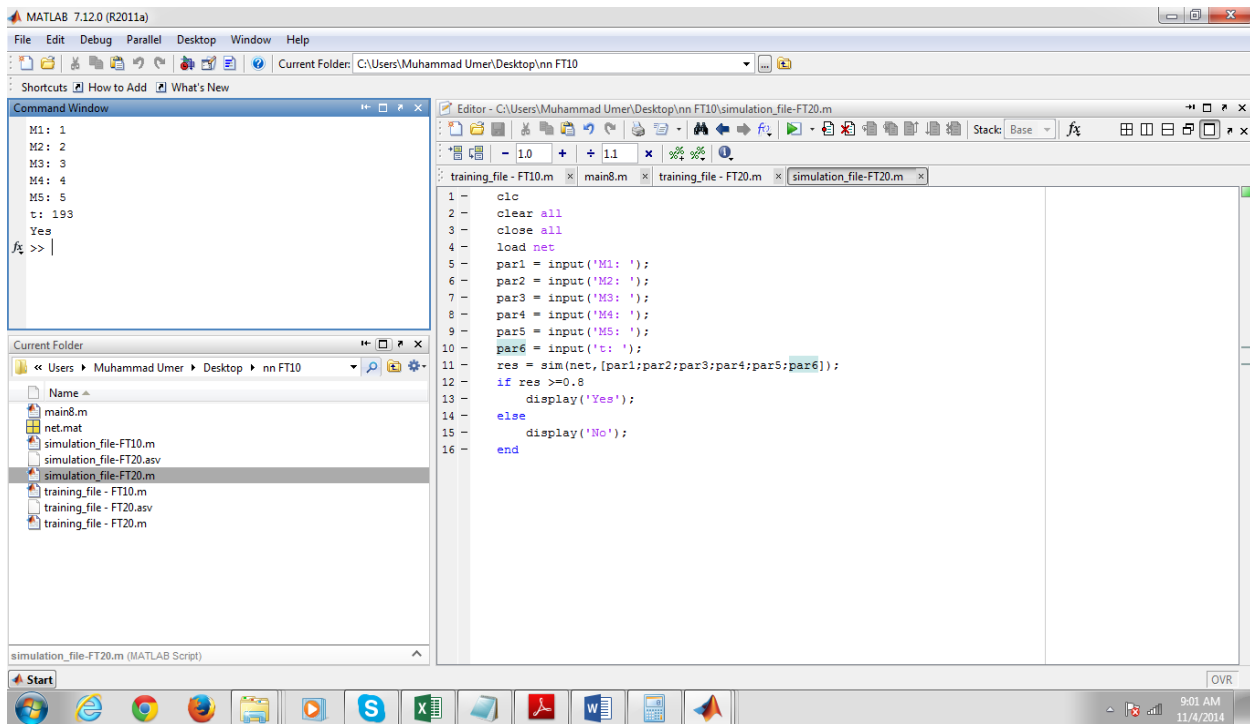 MATLAB 7.12.0 (R2011a)
File Edit Debug Parallel Desktop Window Help
Current Folder: C:\Users\Muhammad Umer\Desktop\nn FT10
Shortcuts How to Add What's New
Command Window
M1: 1
M2: 2
M3: 3
M4: 4
M5: 5
t: 193
Yes
fx >>
Current Folder
« Users Muhammad Umer Desktop nn FT10
Name
main8.m
net.mat
simulation_file-FT10.m
simulation_file-FT20.asv
simulation_file-FT20.m
training_file - FT10.m
training_file - FT20.asv
training_file - FT20.m
simulation_file-FT20.m (MATLAB Script)
Editor - C:\Users\Muhammad Umer\Desktop\nn FT10\simulation_file-FT20.m
Stack: Base fx
- 1.0 + ÷ 1.1 ×
training_file - FT10.m × main8.m × training_file - FT20.m × simulation_file-FT20.m ×
1 - clc
2 - clear all
3 - close all
4 - load net
5 - par1 = input('M1: ');
6 - par2 = input('M2: ');
7 - par3 = input('M3: ');
8 - par4 = input('M4: ');
9 - par5 = input('M5: ');
10 - par6 = input('t: ');
11 - res = sim(net,[par1;par2;par3;par4;par5;par6]);
12 - if res >=0.8
13 - display('Yes');
14 - else
15 - display('No');
16 - end
Start
OVR
9:01 AM
11/4/2014